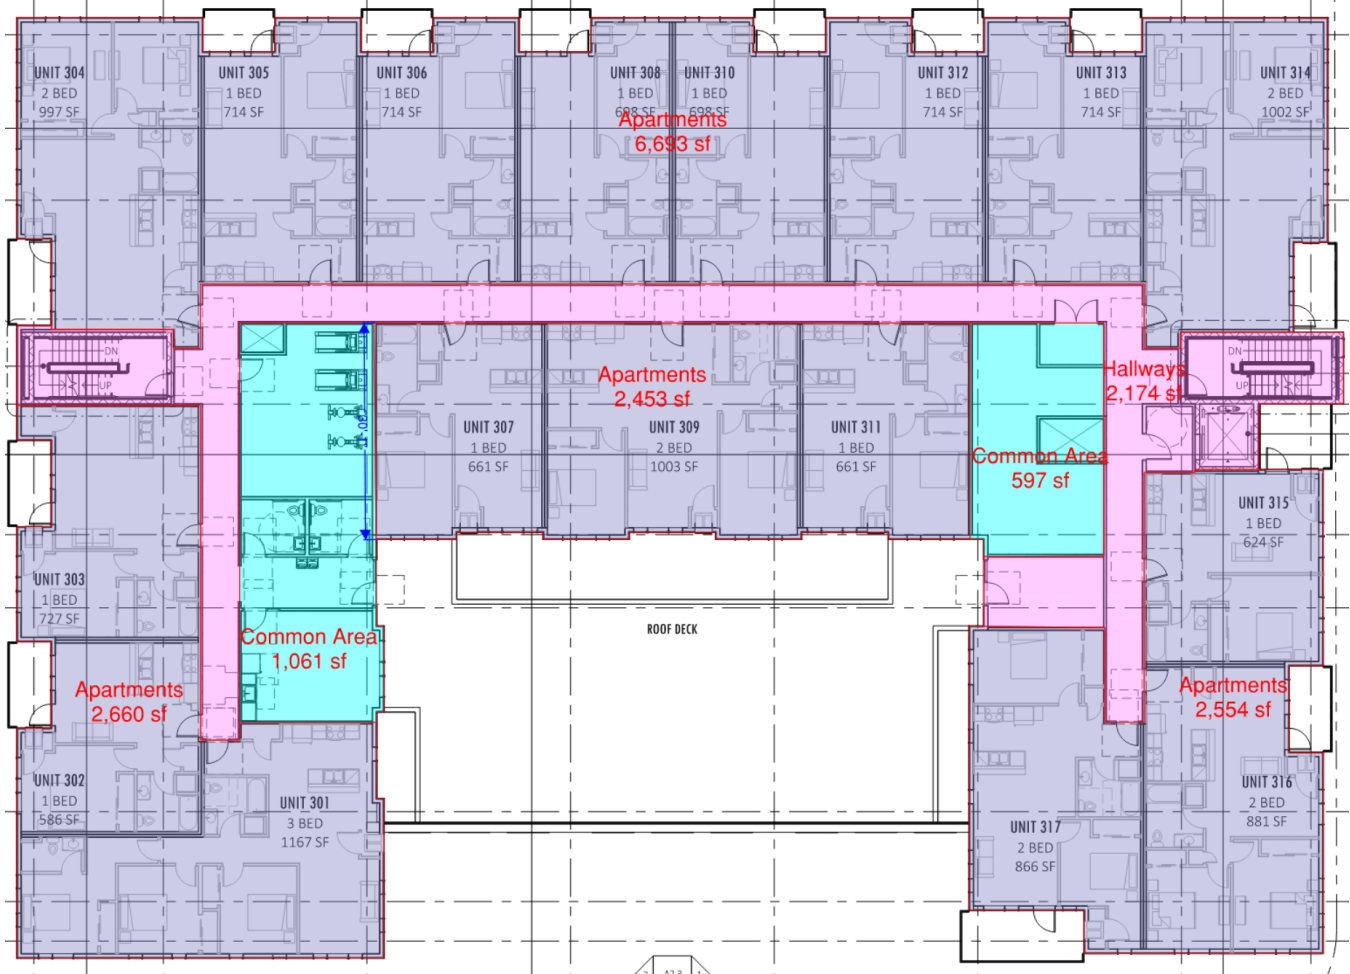 UNIT 304
2 BED
997 SF
UNIT 305
1 BED
714 SF
UNIT 306
1 BED
714 SF
UNIT 308
1 BED
698 SF
UNIT 310
1 BED
698 SF
Apartments
6,693 sf
UNIT 312
1 BED
714 SF
UNIT 313
1 BED
714 SF
UNIT 314
2 BED
1002 SF
DN
UP
UNIT 307
1 BED
661 SF
Apartments
2,453 sf
UNIT 309
2 BED
1003 SF
UNIT 311
1 BED
661 SF
Common Area
597 sf
Hallways
2,174 sf
DN
UP
UNIT 303
1 BED
727 SF
Common Area
1,061 sf
ROOF DECK
UNIT 315
1 BED
624 SF
Apartments
2,660 sf
Apartments
2,554 sf
UNIT 302
1 BED
586 SF
UNIT 301
3 BED
1167 SF
UNIT 317
2 BED
866 SF
UNIT 316
2 BED
881 SF